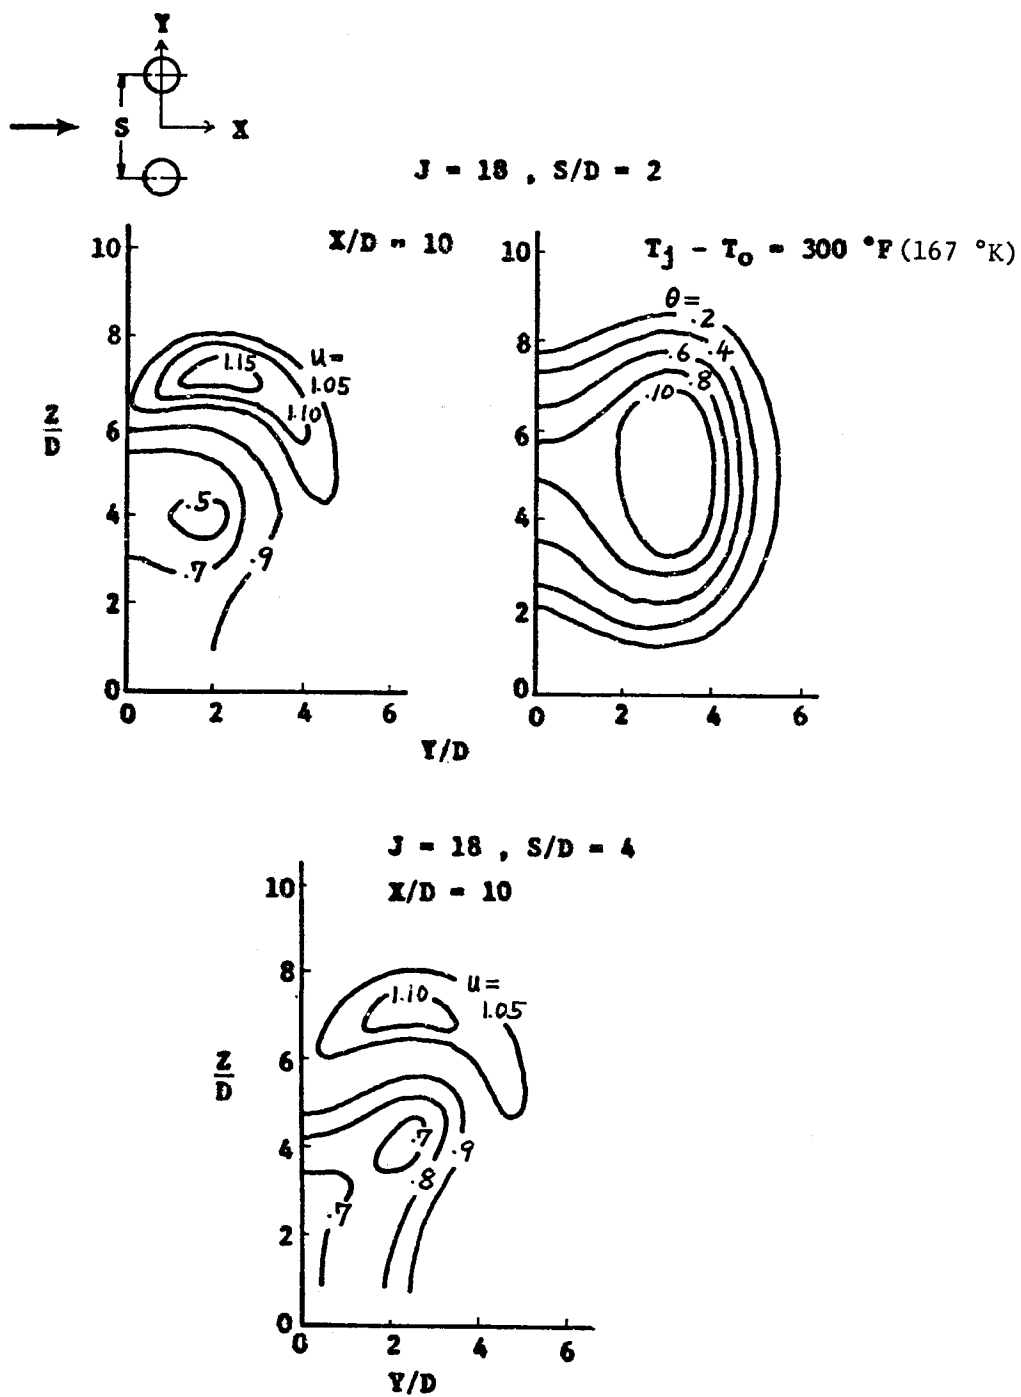 Y
S
X
J = 18 , S/D = 2
X/D = 10
Tj - To = 300 °F (167 °K)
10
8
6
4
2
0
Z
D
0 2 4 6
u=
1.15
1.05
1.10
.5
.7
.9
10
8
6
4
2
0
0 2 4 6
θ=
.2
.4
.6
.8
.10
Y/D
J = 18 , S/D = 4
X/D = 10
10
8
6
4
2
0
Z
D
0 2 4 6
u=
1.10
1.05
.7
.9
.8
.7
Y/D